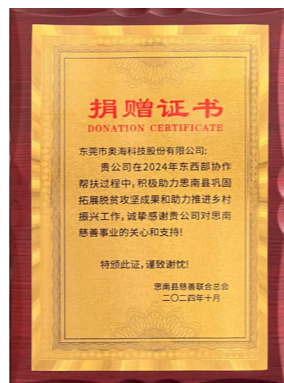 捐赠证书
DONATION CERTIFICATE
东莞市奥海科技股份有限公司:
贵公司在2024年东西部协作
帮扶过程中,积极助力思南县巩固
拓展脱贫攻坚成果和助力推进乡村
振兴工作,诚挚感谢贵公司对思南
慈善事业的关心和支持!
特颁此证,谨致谢忱!
思南县慈善联合总会
二〇二四年十月